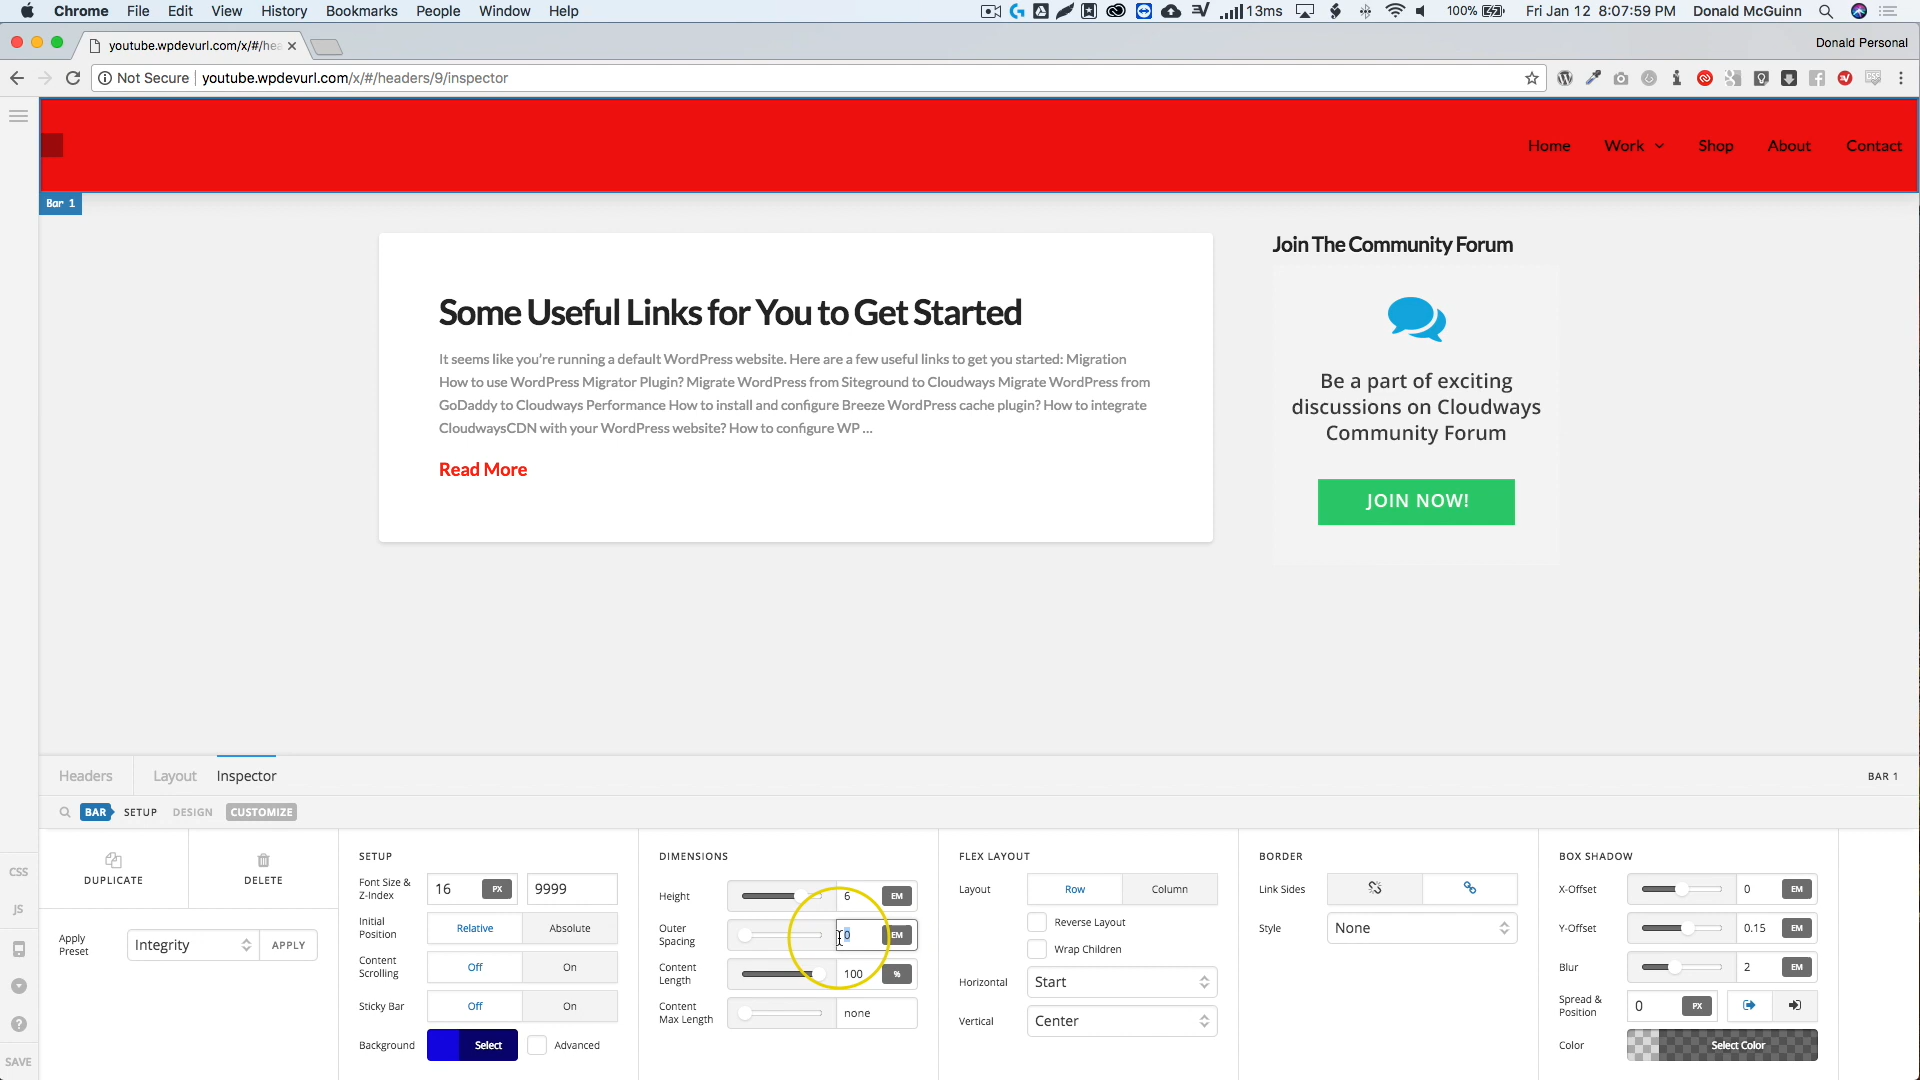 Chrome File Edit View History Bookmarks People Window Help 13ms 100% Fri Jan 12 8:07:59 PM Donald McGuinn
youtube.wpdevurl.com/x/#/hea
Donald Personal
Not Secure youtube.wpdevurl.com/x/#/headers/9/inspector
Home Work Shop About Contact
Bar 1
Join The Community Forum
Some Useful Links for You to Get Started
It seems like you're running a default WordPress website. Here are a few useful links to get you started: Migration
How to use WordPress Migrator Plugin? Migrate WordPress from Siteground to Cloudways Migrate WordPress from
GoDaddy to Cloudways Performance How to install and configure Breeze WordPress cache plugin? How to integrate
CloudwaysCDN with your WordPress website? How to configure WP ...
Read More
Be a part of exciting
discussions on Cloudways
Community Forum
JOIN NOW!
Headers Layout Inspector BAR 1
BAR SETUP DESIGN CUSTOMIZE
CSS
JS
SAVE
DUPLICATE DELETE
Apply
Preset
Integrity APPLY
SETUP
Font Size &
Z-Index
16 PX 9999
Initial
Position
Relative Absolute
Content
Scrolling
Off On
Sticky Bar Off On
Background Select Advanced
DIMENSIONS
Height 6 EM
Outer
Spacing
0 EM
Content
Length
100 %
Content
Max Length
none
FLEX LAYOUT
Layout Row Column
Reverse Layout
Wrap Children
Horizontal Start
Vertical Center
BORDER
Link Sides
Style None
BOX SHADOW
X-Offset 0 EM
Y-Offset 0.15 EM
Blur 2 EM
Spread &
Position
0 PX
Color Select Color